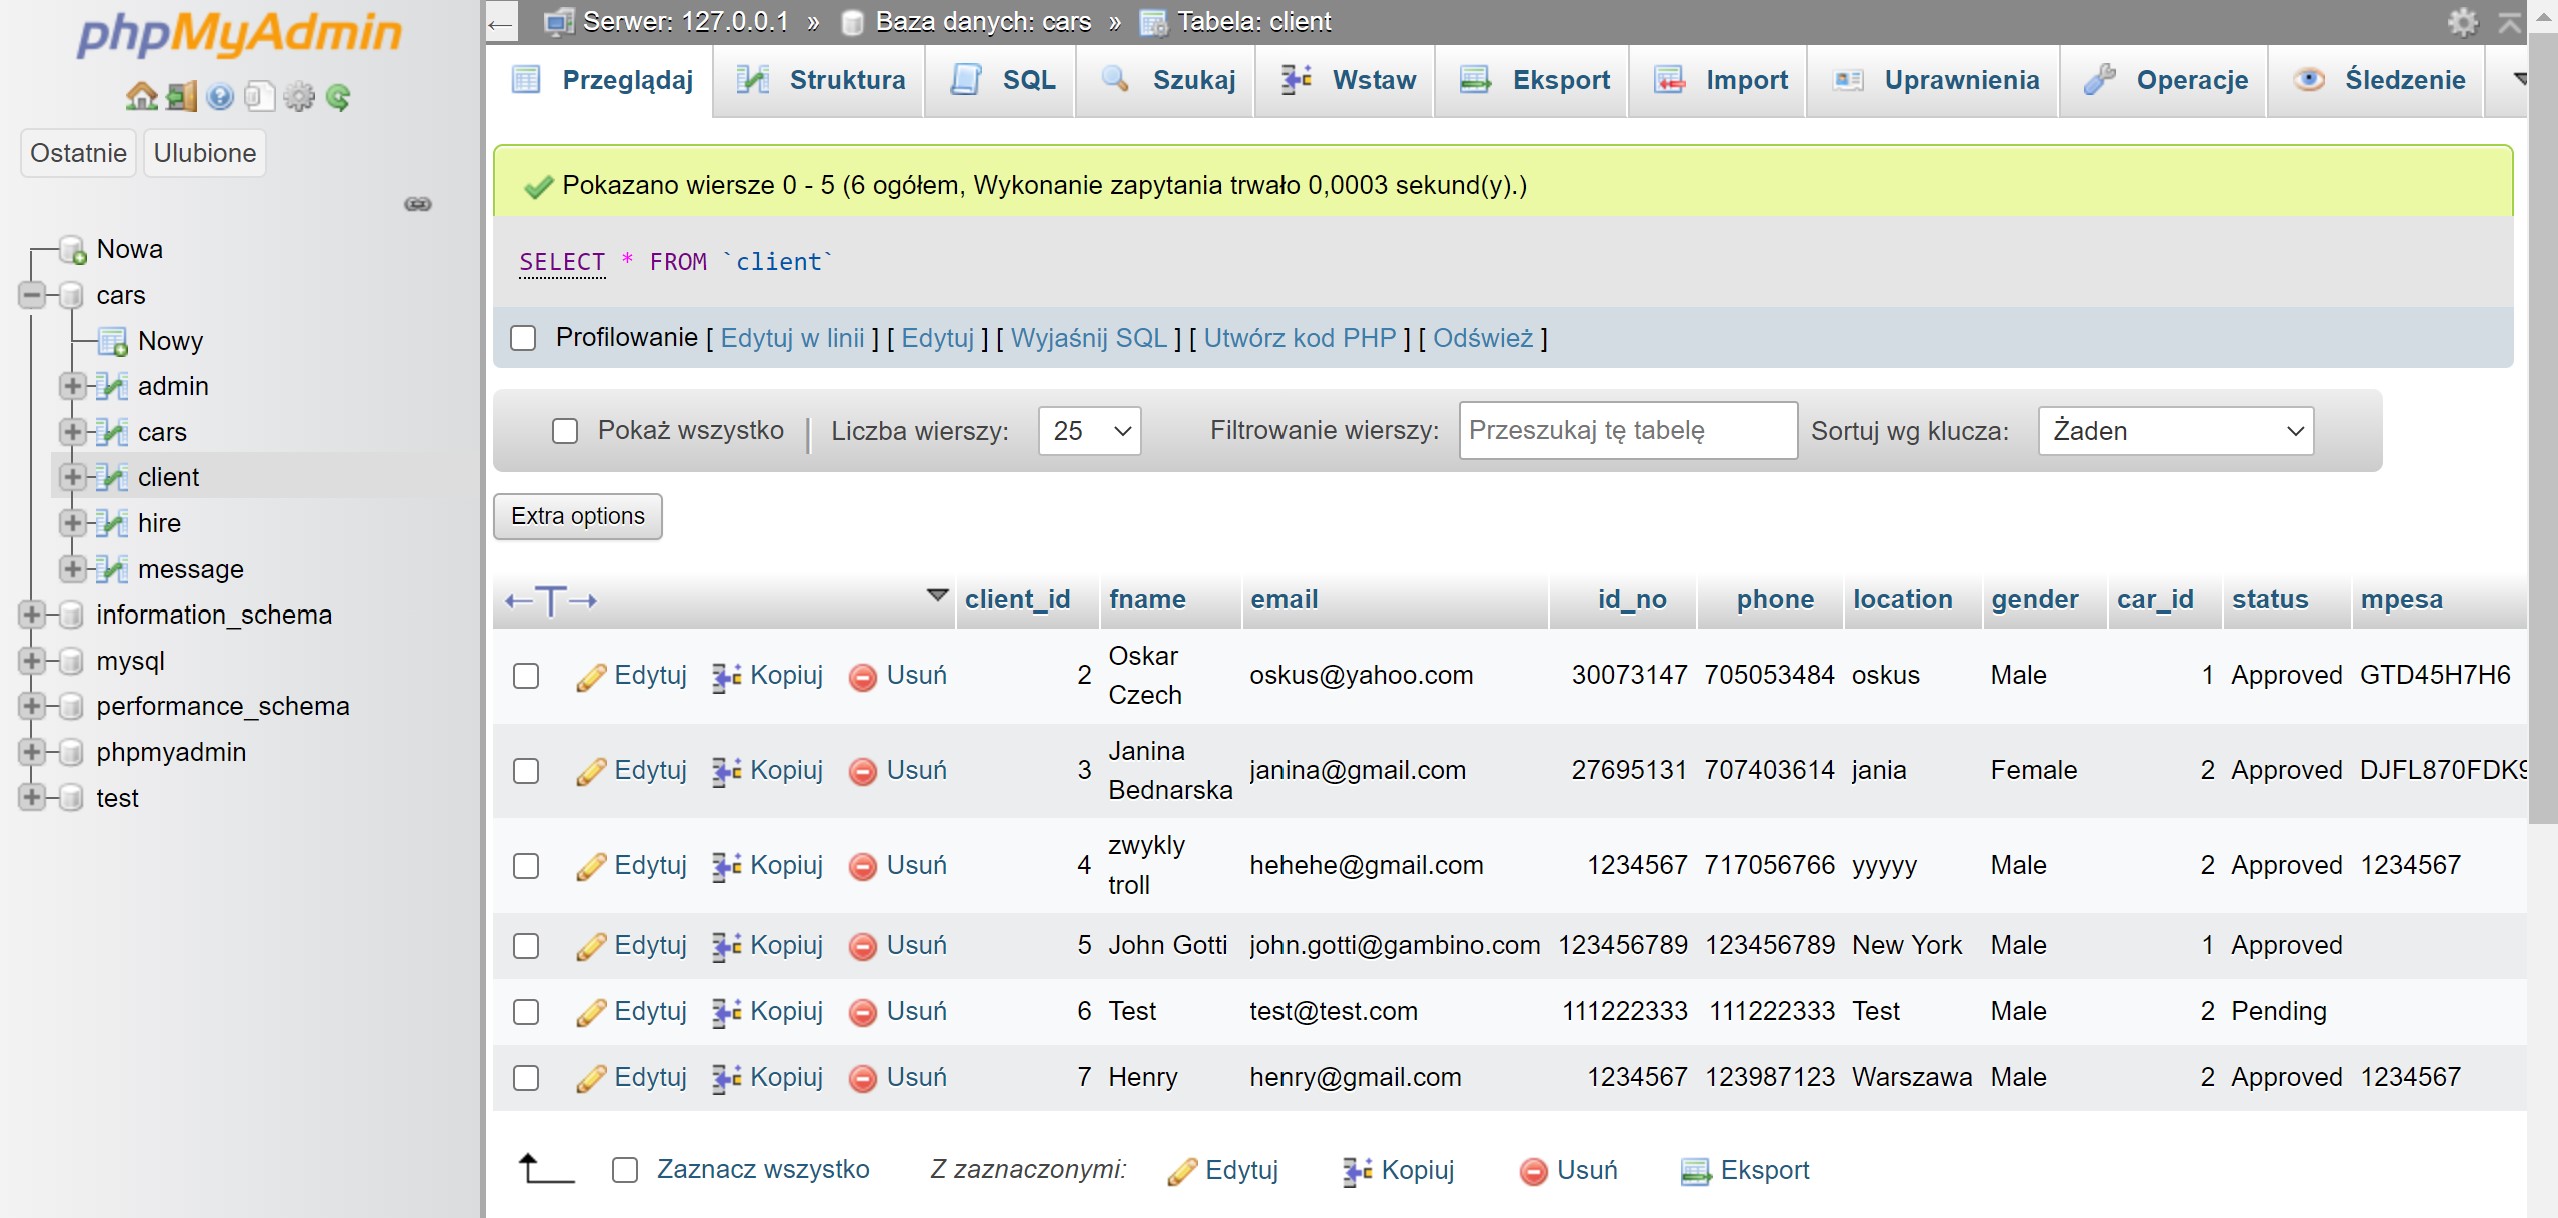 phpMyAdmin
Ostatnie Ulubione
Nowa
cars
Nowy
admin
cars
client
hire
message
information_schema
mysql
performance_schema
phpmyadmin
test
← Serwer: 127.0.0.1 » Baza danych: cars » Tabela: client
Przeglądaj Struktura SQL Szukaj Wstaw Eksport Import Uprawnienia Operacje Śledzenie
Pokazano wiersze 0 - 5 (6 ogółem, Wykonanie zapytania trwało 0,0003 sekund(y).)
SELECT * FROM `client`
Profilowanie [ Edytuj w linii ] [ Edytuj ] [ Wyjaśnij SQL ] [ Utwórz kod PHP ] [ Odśwież ]
Pokaż wszystko | Liczba wierszy: 25 Filtrowanie wierszy: Przeszukaj tę tabelę Sortuj wg klucza: Żaden
Extra options
←T→ client_id fname email id_no phone location gender car_id status mpesa
Edytuj Kopiuj Usuń 2 Oskar Czech oskus@yahoo.com 30073147 705053484 oskus Male 1 Approved GTD45H7H6
Edytuj Kopiuj Usuń 3 Janina Bednarska janina@gmail.com 27695131 707403614 jania Female 2 Approved DJFL870FDK9
Edytuj Kopiuj Usuń 4 zwykly troll hehehe@gmail.com 1234567 717056766 yyyyy Male 2 Approved 1234567
Edytuj Kopiuj Usuń 5 John Gotti john.gotti@gambino.com 123456789 123456789 New York Male 1 Approved
Edytuj Kopiuj Usuń 6 Test test@test.com 111222333 111222333 Test Male 2 Pending
Edytuj Kopiuj Usuń 7 Henry henry@gmail.com 1234567 123987123 Warszawa Male 2 Approved 1234567
Zaznacz wszystko Z zaznaczonymi: Edytuj Kopiuj Usuń Eksport